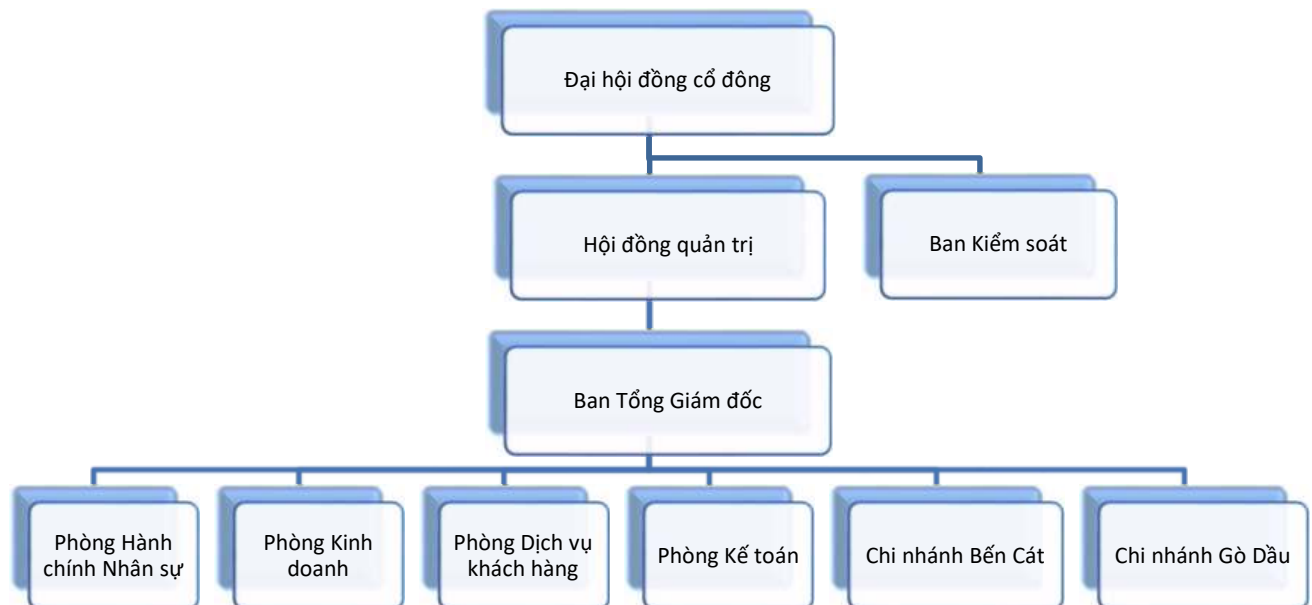 Đại hội đồng cổ đông
Hội đồng quản trị
Ban Kiểm soát
Ban Tổng Giám đốc
Phòng Hành
chính Nhân sự
Phòng Kinh
doanh
Phòng Dịch vụ
khách hàng
Phòng Kế toán
Chi nhánh Bến Cát
Chi nhánh Gò Dầu